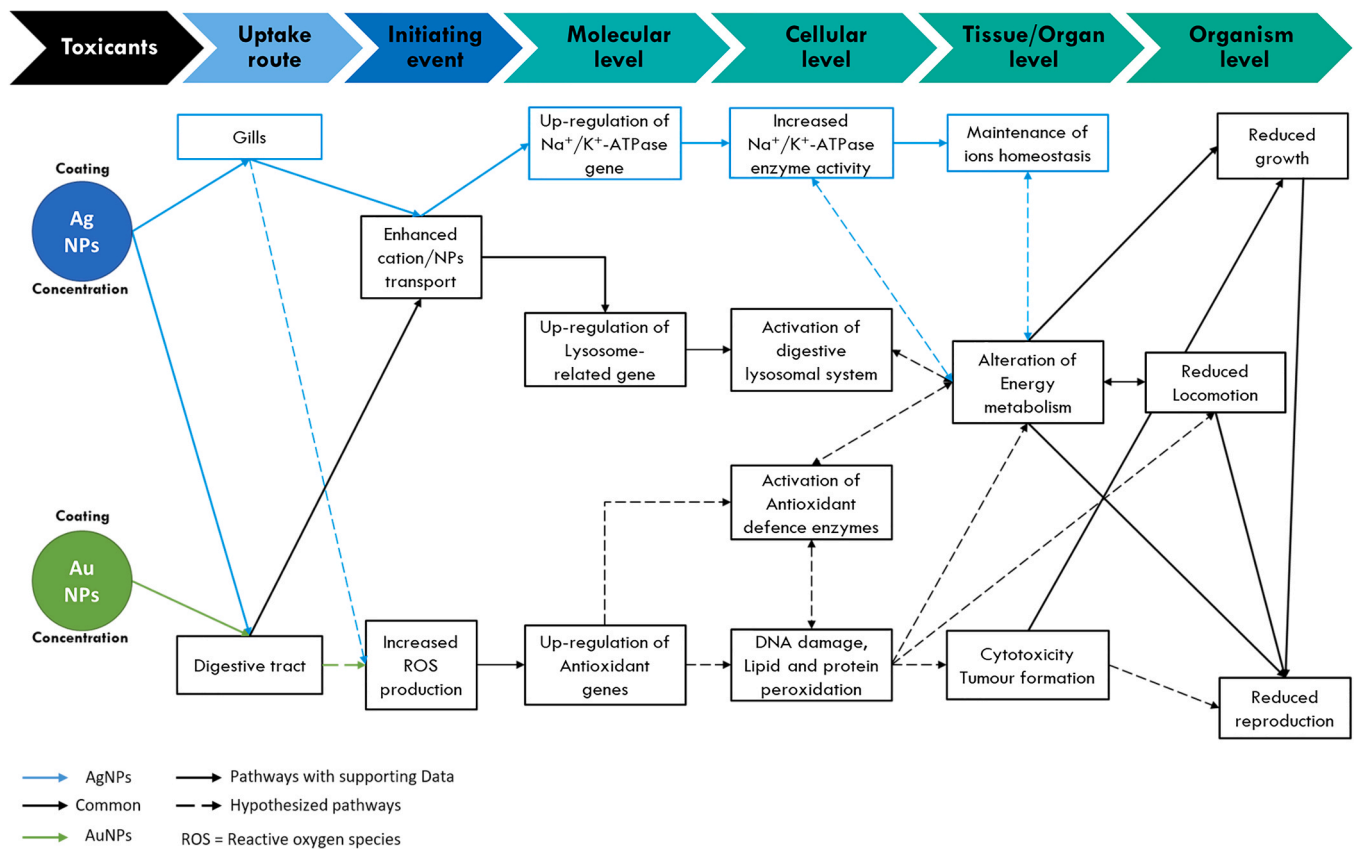 Toxicants
Uptake
route
Initiating
event
Molecular
level
Cellular
level
Tissue/Organ
level
Organism
level
Gills
Up-regulation of
Na⁺/K⁺-ATPase
gene
Increased
Na⁺/K⁺-ATPase
enzyme activity
Maintenance of
ions homeostasis
Reduced
growth
Coating
Ag
NPs
Concentration
Enhanced
cation/NPs
transport
Up-regulation of
Lysosome-
related gene
Activation of
digestive
lysosomal system
Alteration of
Energy
metabolism
Reduced
Locomotion
Activation of
Antioxidant
defence enzymes
Coating
Au
NPs
Concentration
Digestive tract
Increased
ROS
production
Up-regulation of
Antioxidant
genes
DNA damage,
Lipid and protein
peroxidation
Cytotoxicity
Tumour formation
Reduced
reproduction
AgNPs
Pathways with supporting Data
Common
Hypothesized pathways
AuNPs
ROS = Reactive oxygen species